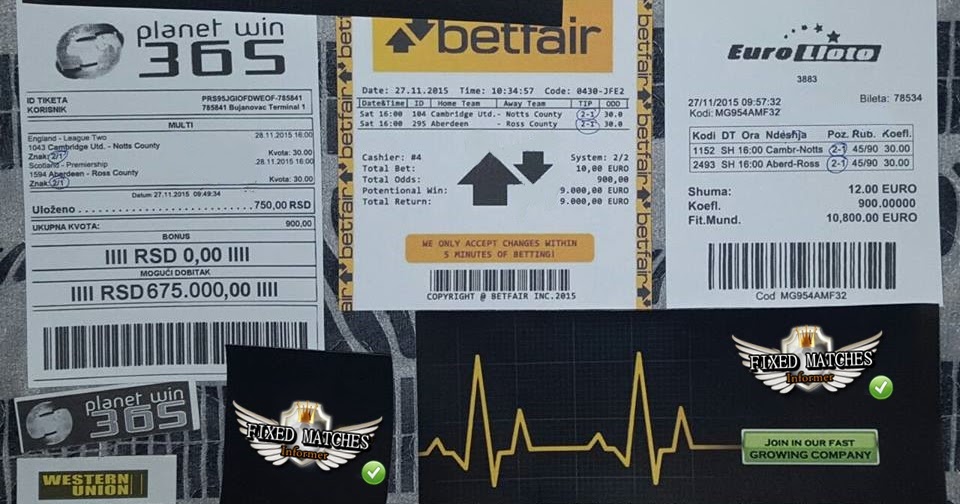 planet win
365
ID TIKETA PRS95JGIOFDWEOF-785841
KORISNIK 785841 Bujanovac Terminal 1
MULTI
England - League Two 28.11.2015 16:00
1043 Cambridge Utd. - Notts County
Znak: 2/1 Kvota: 30.00
Scotland - Premiership 28.11.2015 16:00
1594 Aberdeen - Ross County
Znak: 2/1 Kvota: 30.00
Datum 27.11.2015 09:49:34
Uloženo 750,00 RSD
UKUPNA KVOTA: 900,00
BONUS
RSD 0,00
MOGUĆI DOBITAK
RSD 675.000,00
planet win
365
WESTERN
UNION
betfair
betfair
betfair
betfair
Date: 27.11.2015 Time: 10:34:57 Code: 0430-JFE2
Date&Time ID Home Team Away Team TIP ODD
Sat 16:00 104 Cambridge Utd.- Notts County 2-1 30.0
Sat 16:00 295 Aberdeen - Ross County 2-1 30.0
Cashier: #4 System: 2/2
Total Bet: 10,00 EURO
Total Odds: 900,00
Potentional Win: 9.000,00 EURO
Total Return: 9.000,00 EURO
WE ONLY ACCEPT CHANGES WITHIN
5 MINUTES OF BETTING!
COPYRIGHT @ BETFAIR INC.2015
Euro Lloto
3883
27/11/2015 09:57:32 Bileta: 78534
Kodi: MG954AMF32
Kodi DT Ora Ndeshja Poz. Rub. Koefl.
1152 SH 16:00 Cambr-Notts 2-1 45/90 30.00
2493 SH 16:00 Aberd-Ross 2-1 45/90 30.00
Shuma: 12.00 EURO
Koefl. 900.00000
Fit.Mund. 10,800.00 EURO
Cod MG954AMF32
FIXED MATCHES
Informer
FIXED MATCHES
Informer
JOIN IN OUR FAST
GROWING COMPANY